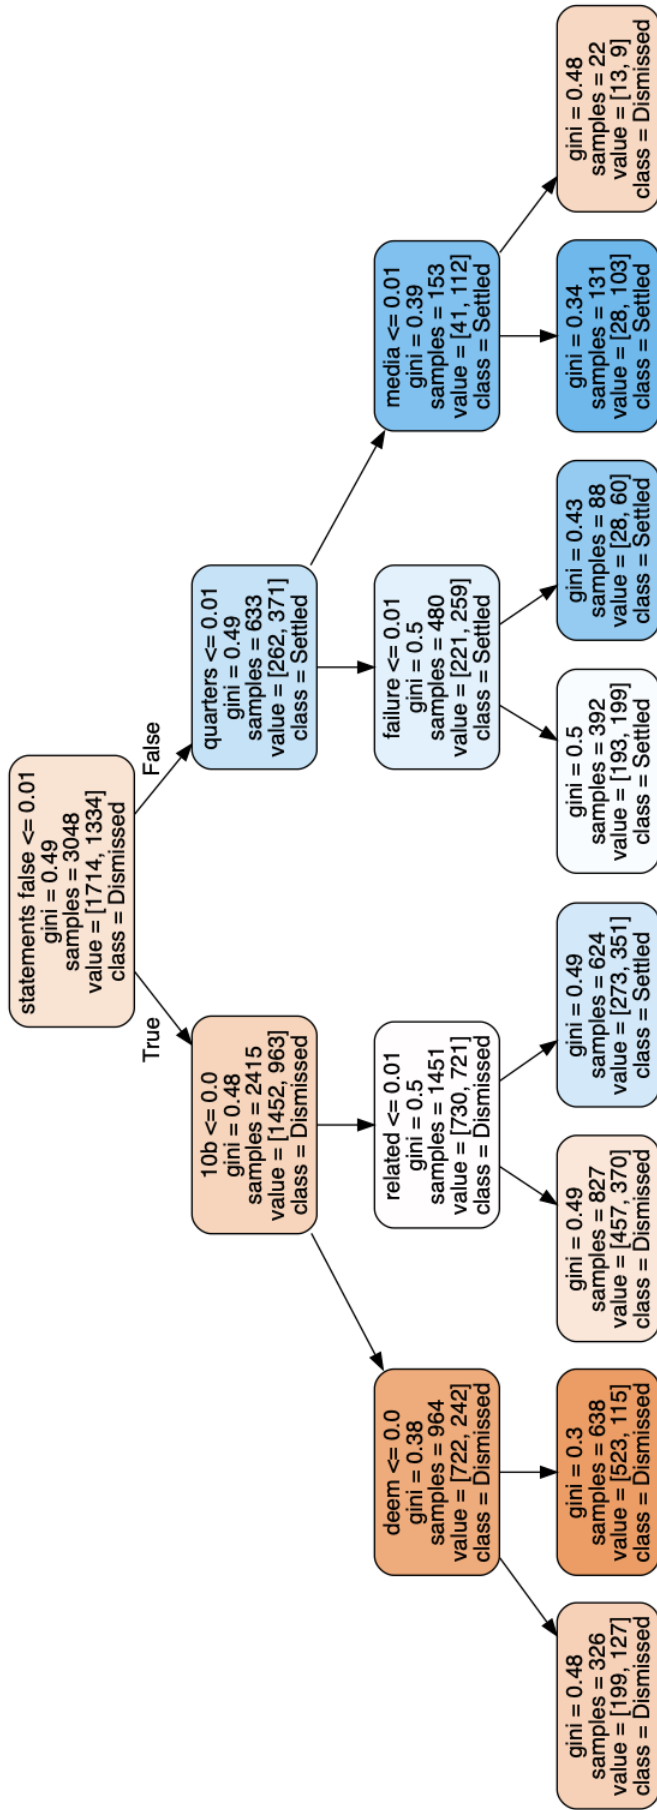 statements false <= 0.01
gini = 0.49
samples = 3048
value = [1714, 1334]
class = Dismissed
True
False
10b <= 0.0
gini = 0.48
samples = 2415
value = [1452, 963]
class = Dismissed
quarters <= 0.01
gini = 0.49
samples = 633
value = [262, 371]
class = Settled
deem <= 0.0
gini = 0.38
samples = 964
value = [722, 242]
class = Dismissed
related <= 0.01
gini = 0.5
samples = 1451
value = [730, 721]
class = Dismissed
failure <= 0.01
gini = 0.5
samples = 480
value = [221, 259]
class = Settled
media <= 0.01
gini = 0.39
samples = 153
value = [41, 112]
class = Settled
gini = 0.48
samples = 326
value = [199, 127]
class = Dismissed
gini = 0.3
samples = 638
value = [523, 115]
class = Dismissed
gini = 0.49
samples = 827
value = [457, 370]
class = Dismissed
gini = 0.49
samples = 624
value = [273, 351]
class = Settled
gini = 0.5
samples = 392
value = [193, 199]
class = Settled
gini = 0.43
samples = 88
value = [28, 60]
class = Settled
gini = 0.34
samples = 131
value = [28, 103]
class = Settled
gini = 0.48
samples = 22
value = [13, 9]
class = Dismissed